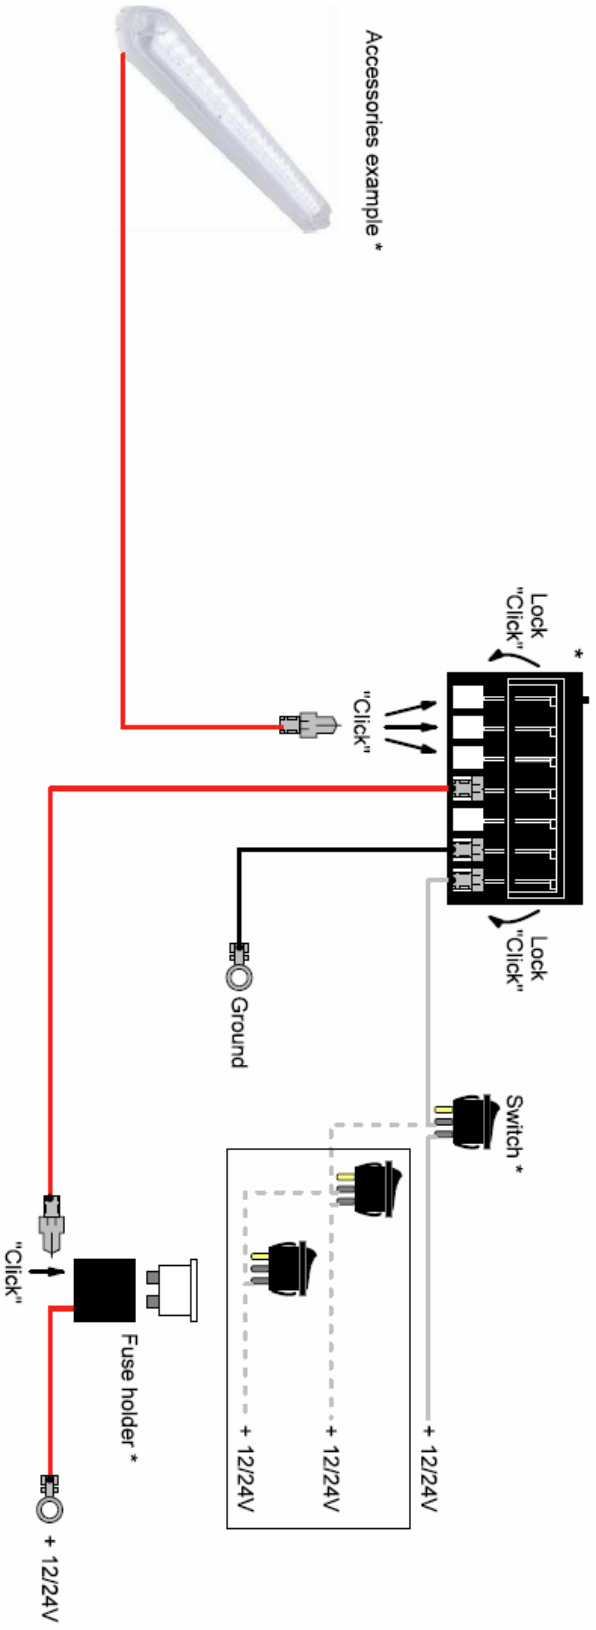 Accessories example *
*
Lock
"Click"
"Click"
Lock
"Click"
Ground
Switch *
+ 12/24V
+ 12/24V
+ 12/24V
"Click"
Fuse holder *
+ 12/24V